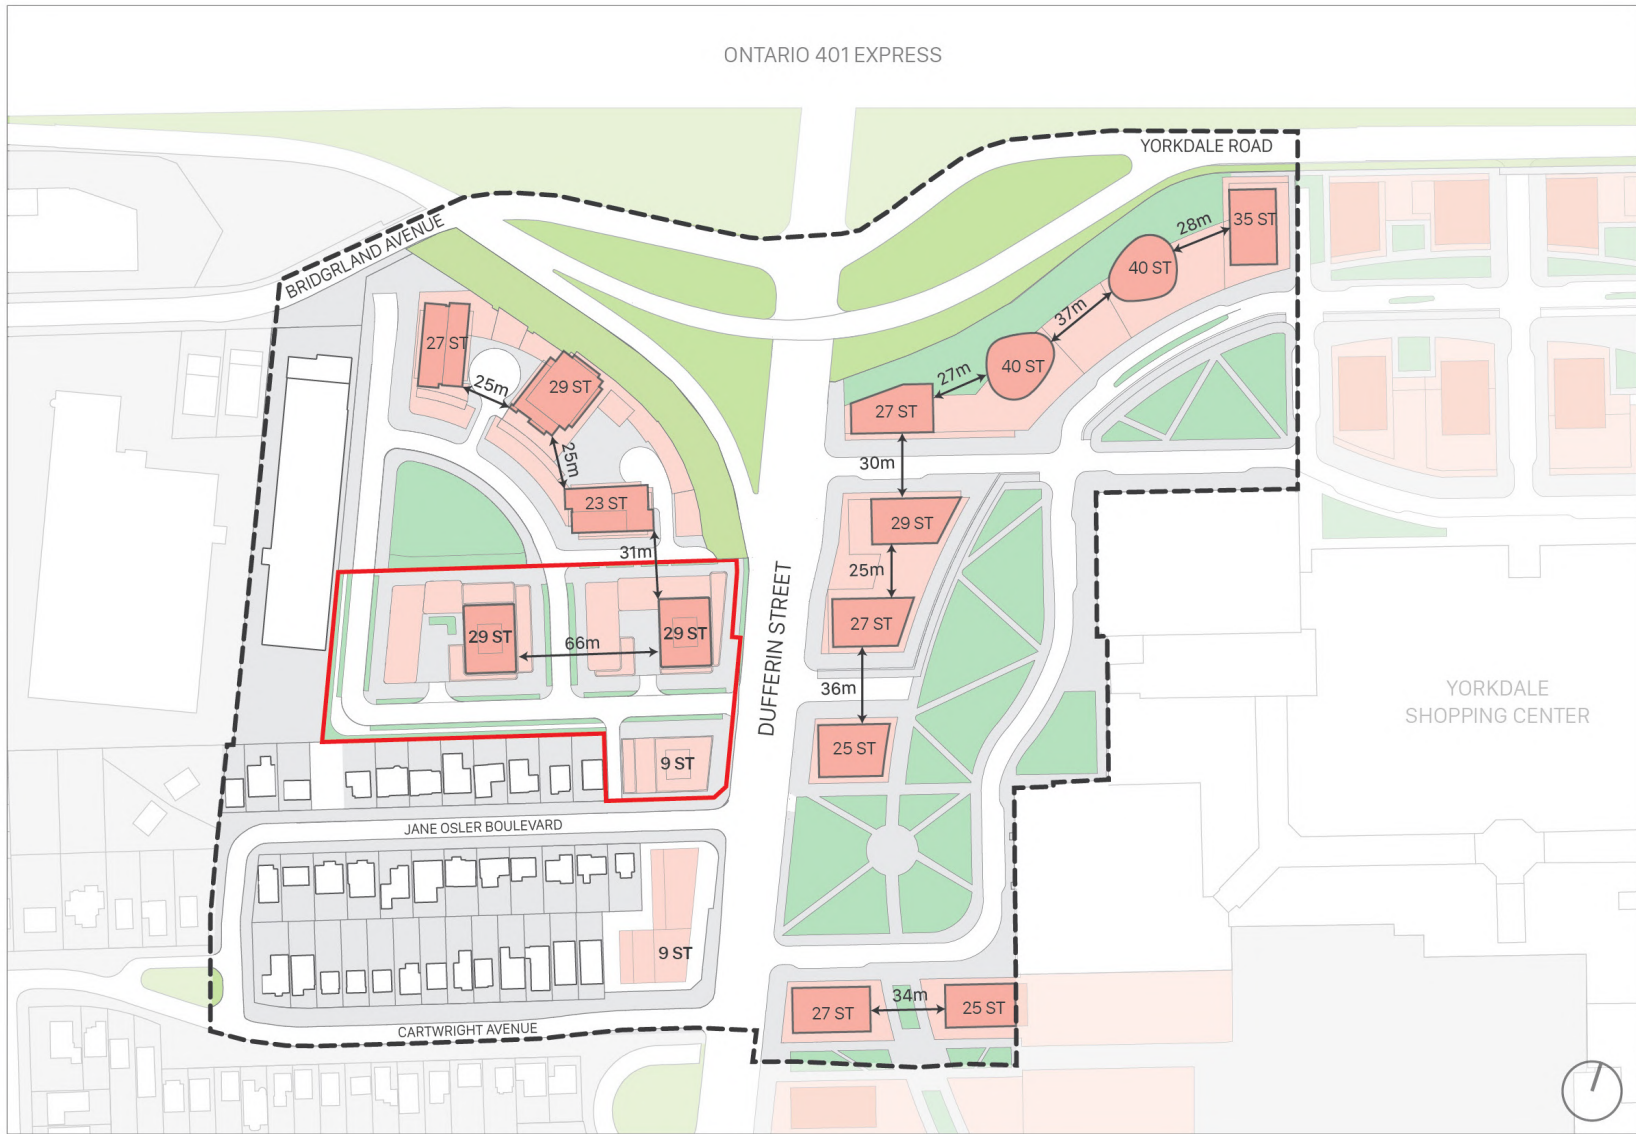 ONTARIO 401 EXPRESS
YORKDALE ROAD
BRIDGRLAND AVENUE
35 ST
28m
40 ST
37m
27 ST
40 ST
27m
25m
29 ST
27 ST
25m
30m
23 ST
29 ST
31m
25m
DUFFERIN STREET
29 ST
29 ST
66m
27 ST
36m
YORKDALE
SHOPPING CENTER
25 ST
9 ST
JANE OSLER BOULEVARD
9 ST
34m
27 ST
25 ST
CARTWRIGHT AVENUE